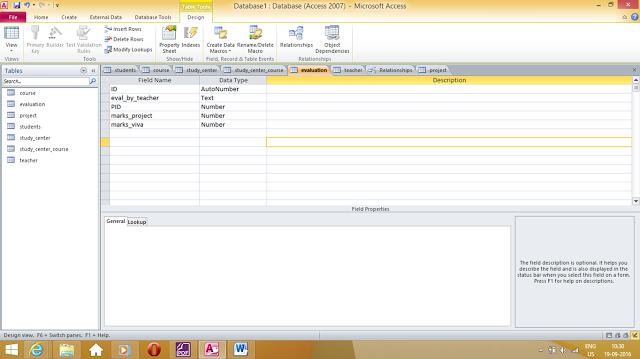 Table Tools
Database1 : Database (Access 2007) – Microsoft Access
File Home Create External Data Database Tools Design
View
Primary Key
Builder
Test Validation Rules
Insert Rows
Delete Rows
Modify Lookups
Property Sheet
Indexes
Create Data Macros
Rename/Delete Macro
Relationships
Object Dependencies
Views Tools Show/Hide Field, Record & Table Events Relationships
Tables
Search...
course
evaluation
project
students
study_center
study_center_course
teacher
students course study_center study_center_course evaluation teacher Relationships project
Field Name Data Type Description
ID AutoNumber
eval_by_teacher Text
PID Number
marks_project Number
marks_viva Number
Field Properties
General Lookup
The field description is optional. It helps you
describe the field and is also displayed in the
status bar when you select this field on a form.
Press F1 for help on descriptions.
Design view. F6 = Switch panes. F1 = Help.
ENG 10:30
US 19-09-2016